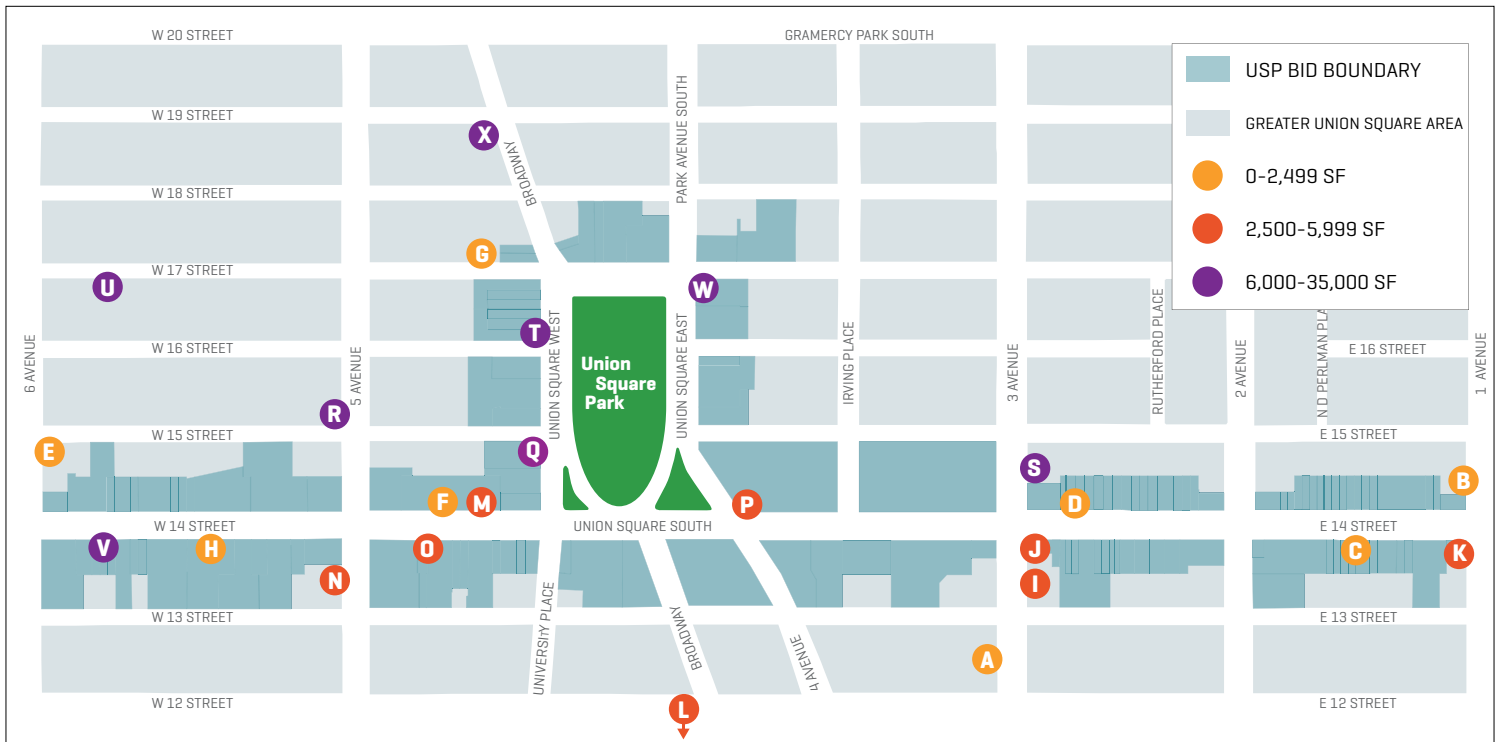 W 20 STREET
GRAMERCY PARK SOUTH
USP BID BOUNDARY
GREATER UNION SQUARE AREA
0-2,499 SF
2,500-5,999 SF
6,000-35,000 SF
W 19 STREET
X
BROADWAY
PARK AVENUE SOUTH
W 18 STREET
G
W 17 STREET
U
W
T
UNION SQUARE WEST
UNION SQUARE EAST
Union
Square
Park
6 AVENUE
W 16 STREET
5 AVENUE
IRVING PLACE
3 AVENUE
RUTHERFORD PLACE
2 AVENUE
N D PERLMAN PLA
E 16 STREET
1 AVENUE
R
W 15 STREET
E 15 STREET
E
Q
S
B
F
M
P
D
W 14 STREET
UNION SQUARE SOUTH
E 14 STREET
V
H
O
J
C
K
N
I
W 13 STREET
E 13 STREET
UNIVERSITY PLACE
BROADWAY
4 AVENUE
A
W 12 STREET
L
E 12 STREET